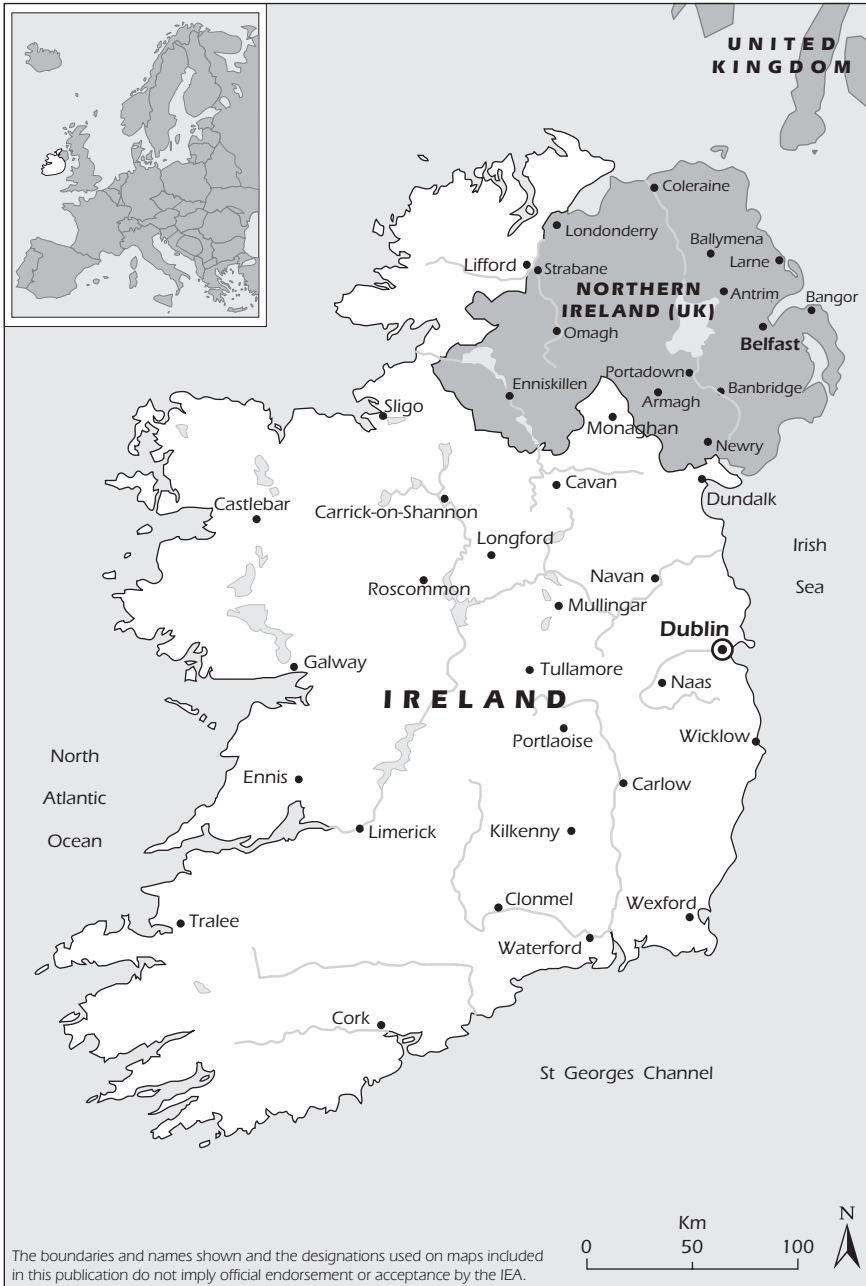 UNITED
KINGDOM
Coleraine
Londonderry
Ballymena
Larne
Lifford
Strabane
NORTHERN
IRELAND (UK)
Antrim
Bangor
Omagh
Belfast
Portadown
Enniskillen
Armagh
Banbridge
Sligo
Monaghan
Newry
Cavan
Dundalk
Castlebar
Carrick-on-Shannon
Longford
Irish
Sea
Roscommon
Navan
Mullingar
Dublin
Galway
Tullamore
Naas
IRELAND
Portlaoise
Wicklow
North
Atlantic
Ocean
Ennis
Carlow
Limerick
Kilkenny
Clonmel
Wexford
Tralee
Waterford
Cork
St Georges Channel
N
Km
0 50 100
The boundaries and names shown and the designations used on maps included
in this publication do not imply official endorsement or acceptance by the IEA.